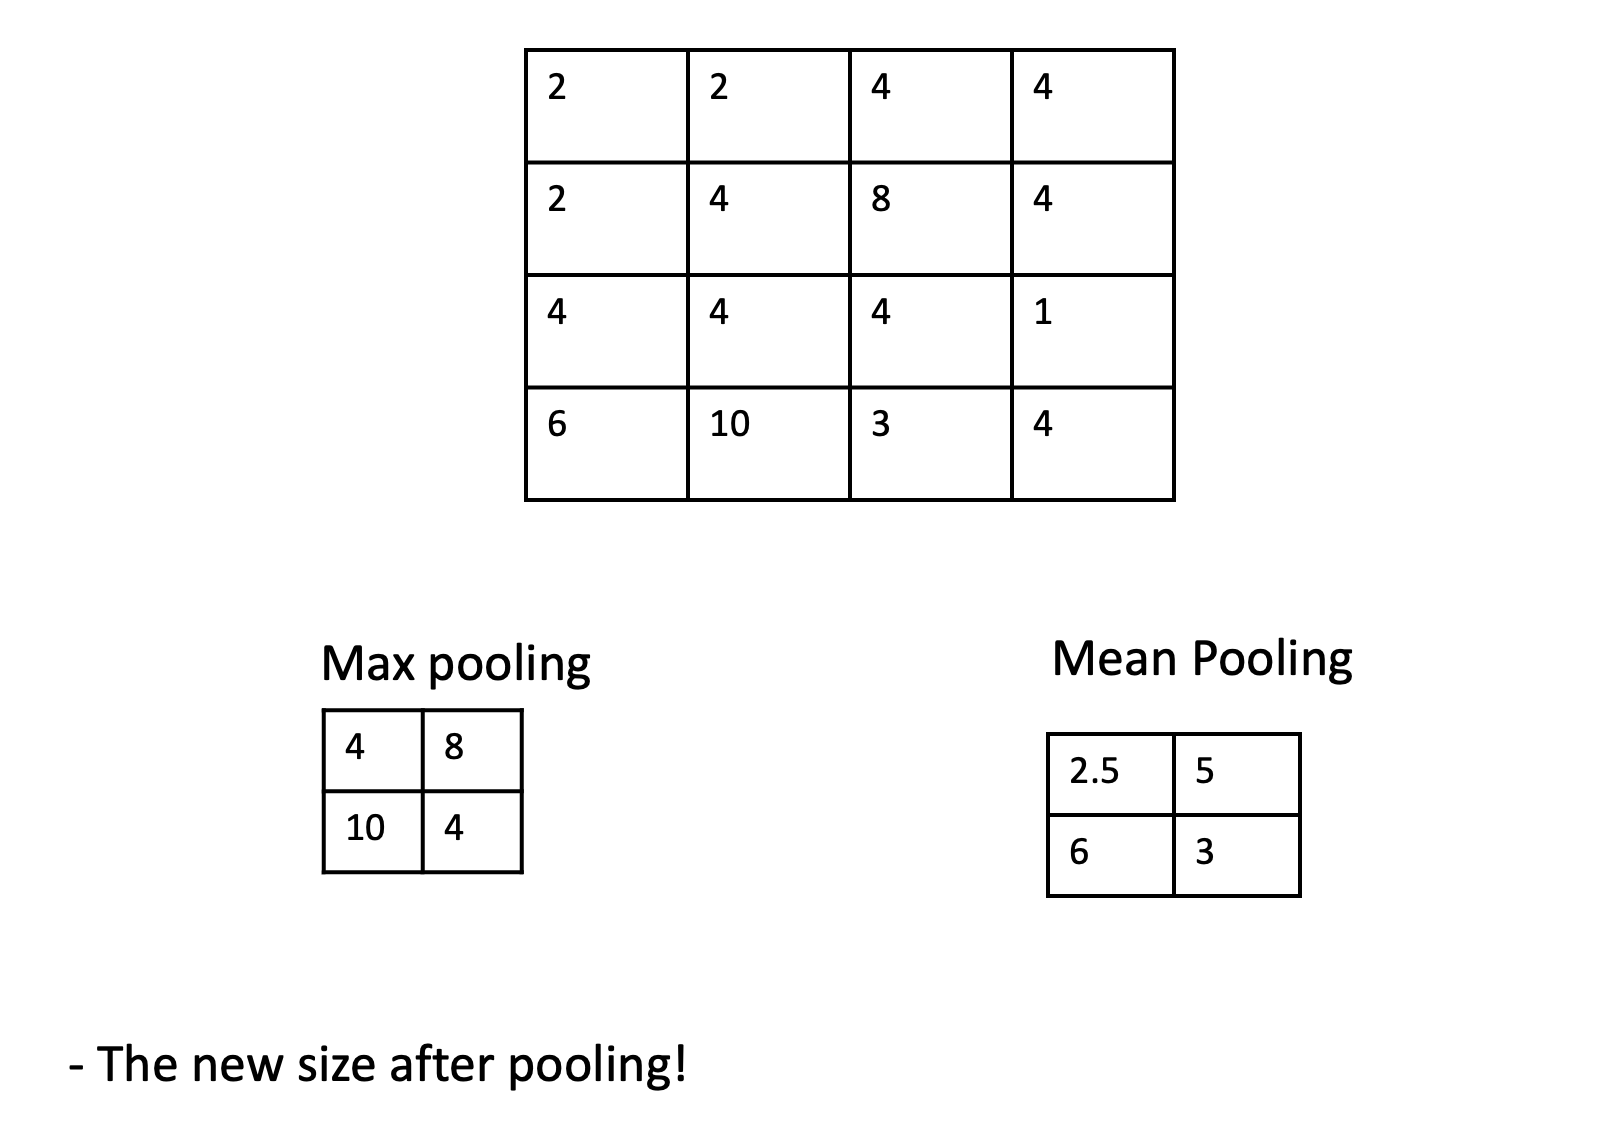 2 2 4 4
2 4 8 4
4 4 4 1
6 10 3 4
Max pooling
4 8
10 4
Mean Pooling
2.5 5
6 3
- The new size after pooling!